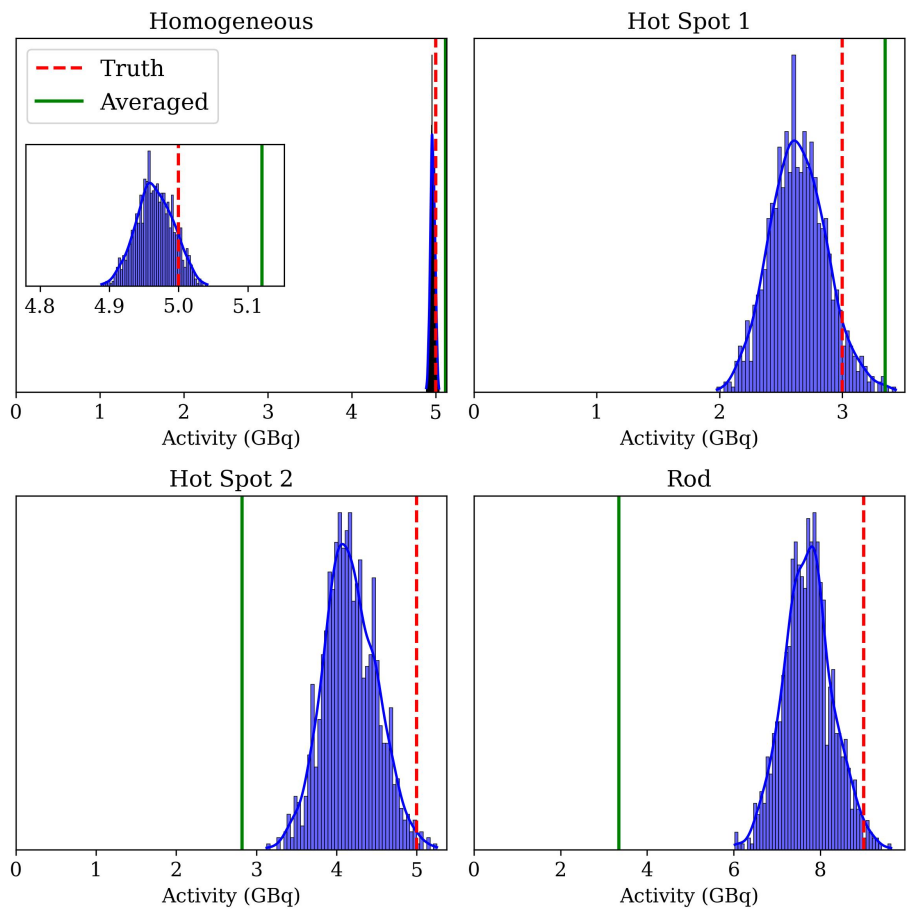 Homogeneous
Truth
Averaged
4.8 4.9 5.0 5.1
0 1 2 3 4 5
Activity (GBq)
Hot Spot 1
0 1 2 3
Activity (GBq)
Hot Spot 2
0 1 2 3 4 5
Activity (GBq)
Rod
0 2 4 6 8
Activity (GBq)